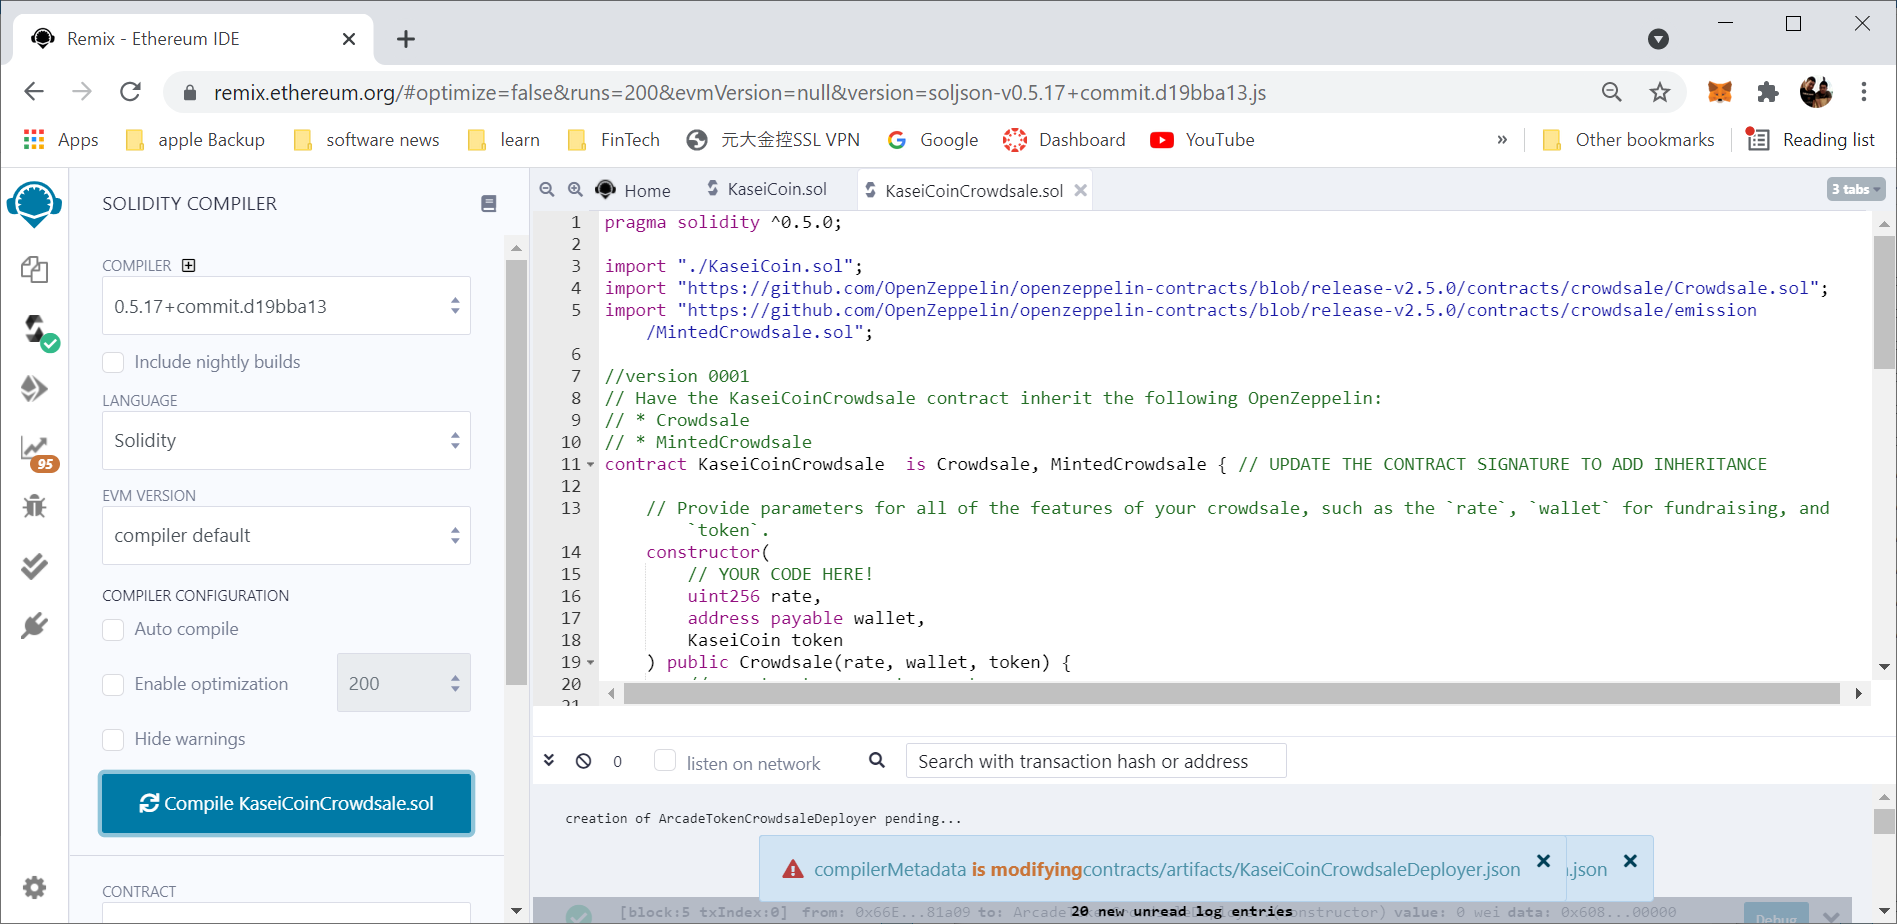 Remix - Ethereum IDE
remix.ethereum.org/#optimize=false&runs=200&evmVersion=null&version=soljson-v0.5.17+commit.d19bba13.js
Apps apple Backup software news learn FinTech 元大金控SSL VPN Google Dashboard YouTube » Other bookmarks Reading list
SOLIDITY COMPILER
COMPILER
0.5.17+commit.d19bba13
Include nightly builds
LANGUAGE
Solidity
EVM VERSION
compiler default
COMPILER CONFIGURATION
Auto compile
Enable optimization 200
Hide warnings
Compile KaseiCoinCrowdsale.sol
CONTRACT
95
Home KaseiCoin.sol KaseiCoinCrowdsale.sol 3 tabs
1 pragma solidity ^0.5.0;
2
3 import "./KaseiCoin.sol";
4 import "https://github.com/OpenZeppelin/openzeppelin-contracts/blob/release-v2.5.0/contracts/crowdsale/Crowdsale.sol";
5 import "https://github.com/OpenZeppelin/openzeppelin-contracts/blob/release-v2.5.0/contracts/crowdsale/emission
/MintedCrowdsale.sol";
6
7 //version 0001
8 // Have the KaseiCoinCrowdsale contract inherit the following OpenZeppelin:
9 // * Crowdsale
10 // * MintedCrowdsale
11 contract KaseiCoinCrowdsale  is Crowdsale, MintedCrowdsale { // UPDATE THE CONTRACT SIGNATURE TO ADD INHERITANCE
12
13 // Provide parameters for all of the features of your crowdsale, such as the `rate`, `wallet` for fundraising, and
`token`.
14 constructor(
15 // YOUR CODE HERE!
16 uint256 rate,
17 address payable wallet,
18 KaseiCoin token
19 ) public Crowdsale(rate, wallet, token) {
20
21
0 listen on network Search with transaction hash or address
creation of ArcadeTokenCrowdsaleDeployer pending...
compilerMetadata is modifyingcontracts/artifacts/KaseiCoinCrowdsaleDeployer.json .json
[block:5 txIndex:0] from: 0x66E...81a09 to: (constructor) value: 0 wei data: 0x608...00000
20 new unread log entries
Debug